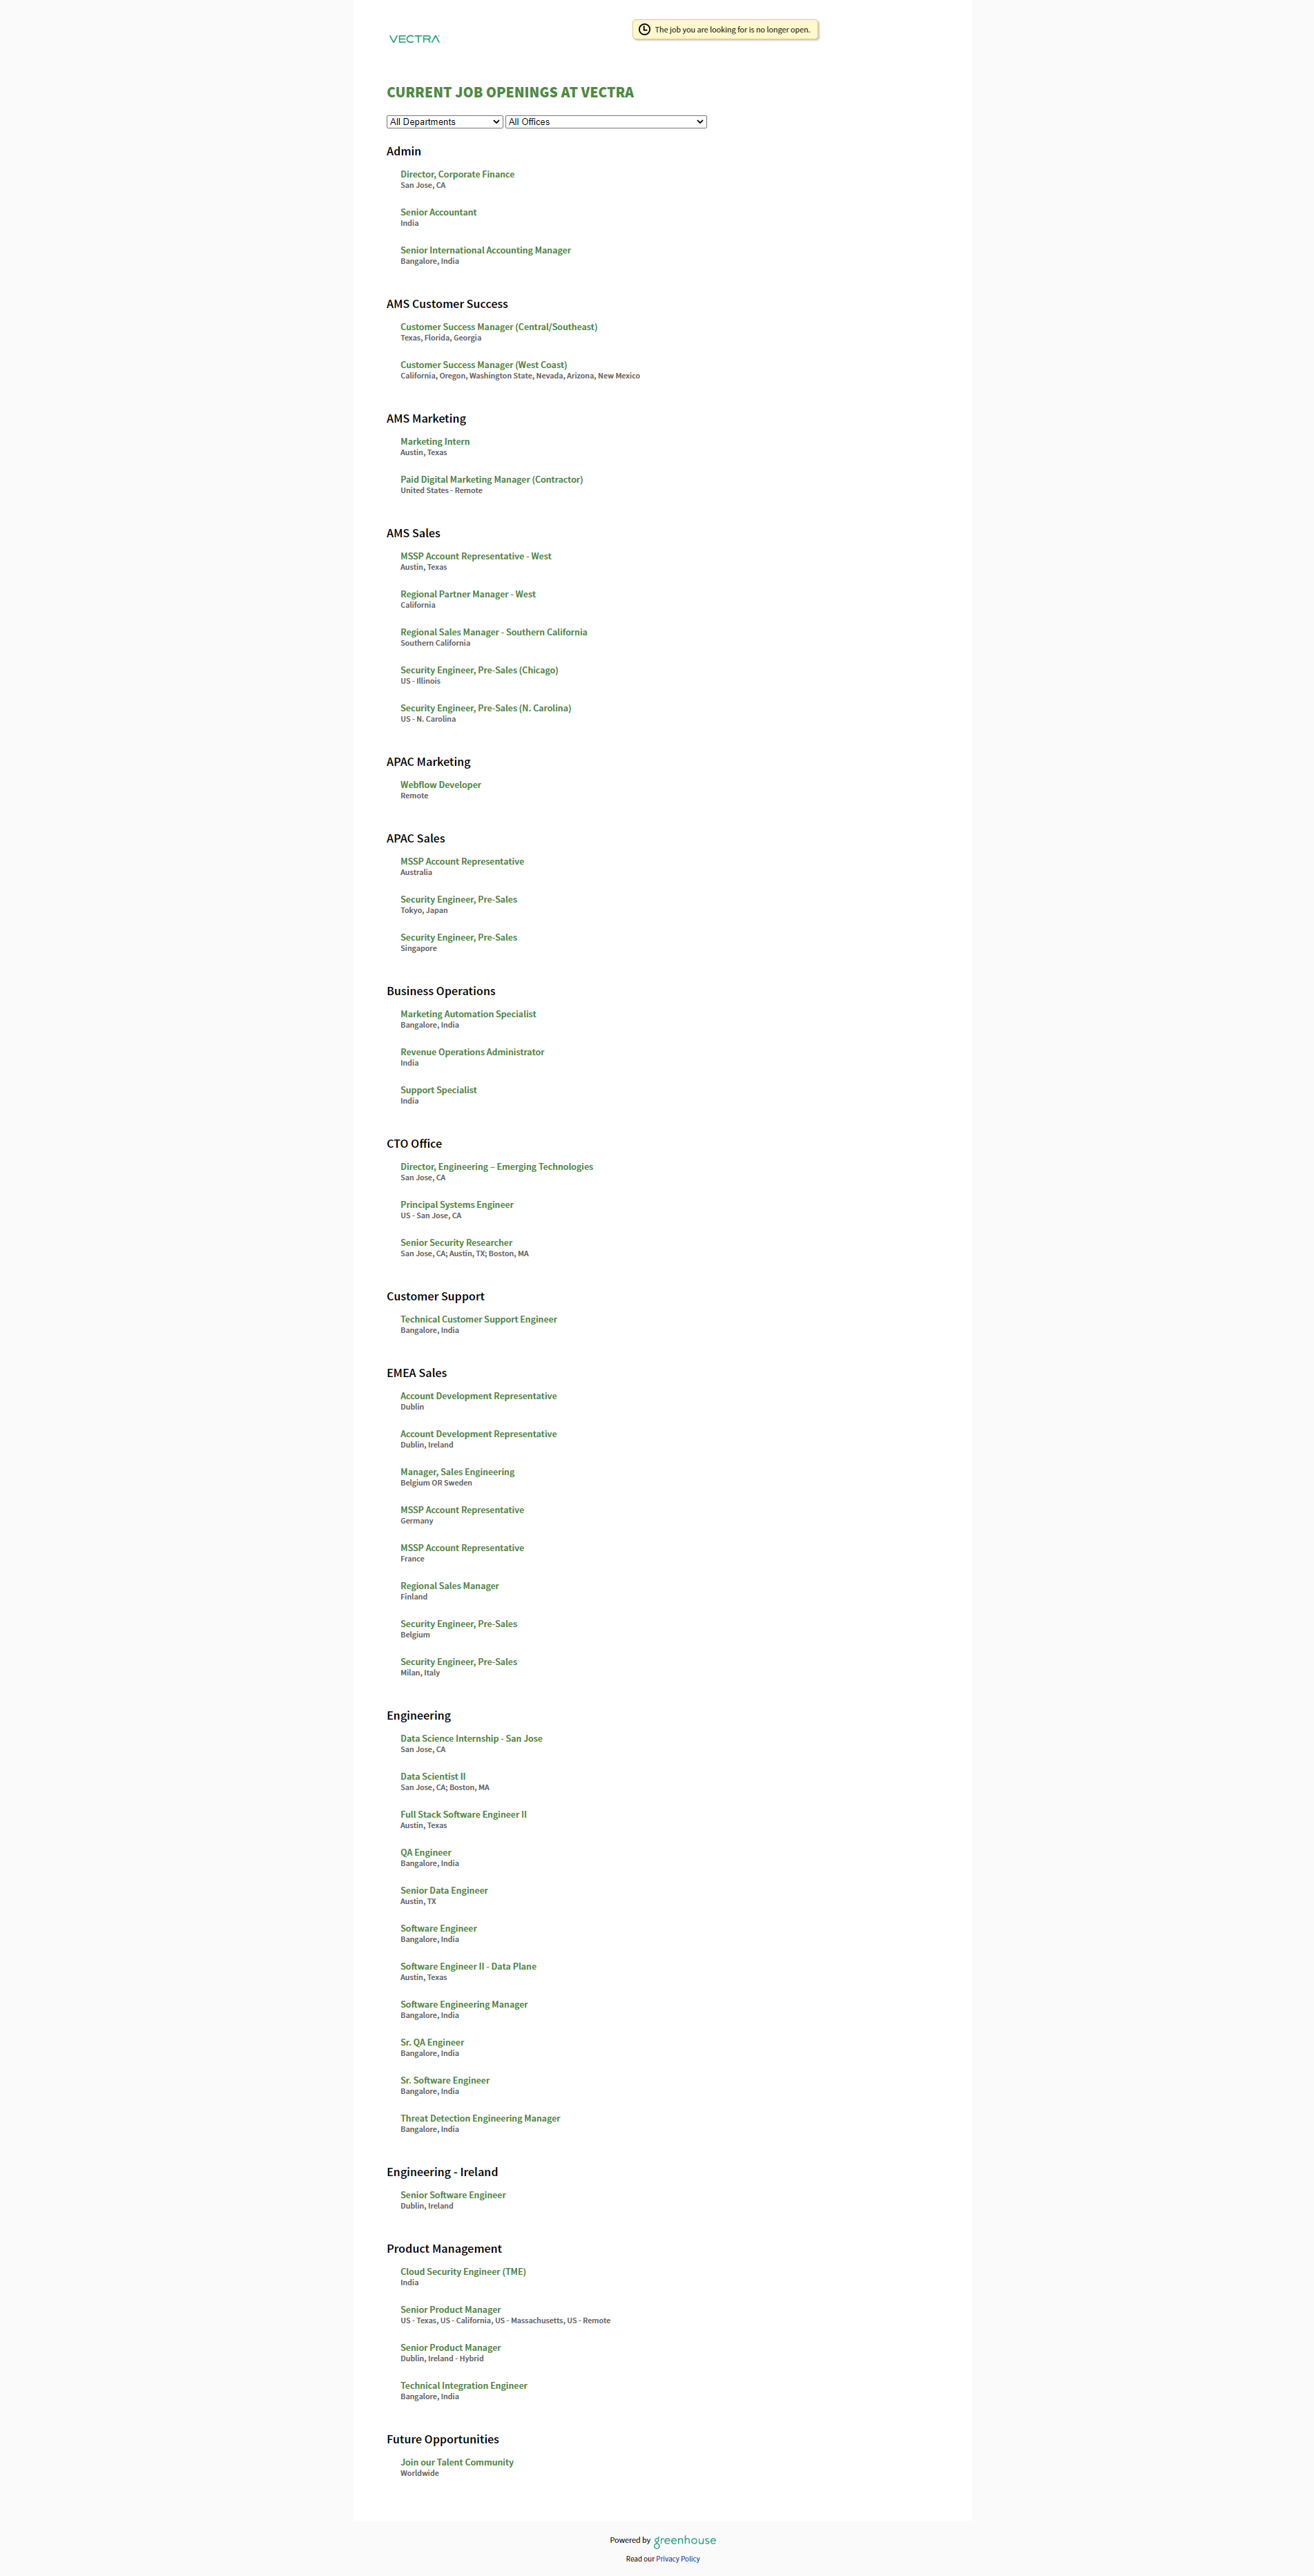 VECTRA
The job you are looking for is no longer open.
CURRENT JOB OPENINGS AT VECTRA
All Departments All Offices
Admin
Director, Corporate Finance
San Jose, CA
Senior Accountant
India
Senior International Accounting Manager
Bangalore, India
AMS Customer Success
Customer Success Manager (Central/Southeast)
Texas, Florida, Georgia
Customer Success Manager (West Coast)
California, Oregon, Washington State, Nevada, Arizona, New Mexico
AMS Marketing
Marketing Intern
Austin, Texas
Paid Digital Marketing Manager (Contractor)
United States - Remote
AMS Sales
MSSP Account Representative - West
Austin, Texas
Regional Partner Manager - West
California
Regional Sales Manager - Southern California
Southern California
Security Engineer, Pre-Sales (Chicago)
US - Illinois
Security Engineer, Pre-Sales (N. Carolina)
US - N. Carolina
APAC Marketing
Webflow Developer
Remote
APAC Sales
MSSP Account Representative
Australia
Security Engineer, Pre-Sales
Tokyo, Japan
Security Engineer, Pre-Sales
Singapore
Business Operations
Marketing Automation Specialist
Bangalore, India
Revenue Operations Administrator
India
Support Specialist
India
CTO Office
Director, Engineering – Emerging Technologies
San Jose, CA
Principal Systems Engineer
US - San Jose, CA
Senior Security Researcher
San Jose, CA; Austin, TX; Boston, MA
Customer Support
Technical Customer Support Engineer
Bangalore, India
EMEA Sales
Account Development Representative
Dublin
Account Development Representative
Dublin, Ireland
Manager, Sales Engineering
Belgium OR Sweden
MSSP Account Representative
Germany
MSSP Account Representative
France
Regional Sales Manager
Finland
Security Engineer, Pre-Sales
Belgium
Security Engineer, Pre-Sales
Milan, Italy
Engineering
Data Science Internship - San Jose
San Jose, CA
Data Scientist II
San Jose, CA; Boston, MA
Full Stack Software Engineer II
Austin, Texas
QA Engineer
Bangalore, India
Senior Data Engineer
Austin, TX
Software Engineer
Bangalore, India
Software Engineer II - Data Plane
Austin, Texas
Software Engineering Manager
Bangalore, India
Sr. QA Engineer
Bangalore, India
Sr. Software Engineer
Bangalore, India
Threat Detection Engineering Manager
Bangalore, India
Engineering - Ireland
Senior Software Engineer
Dublin, Ireland
Product Management
Cloud Security Engineer (TME)
India
Senior Product Manager
US - Texas, US - California, US - Massachusetts, US - Remote
Senior Product Manager
Dublin, Ireland - Hybrid
Technical Integration Engineer
Bangalore, India
Future Opportunities
Join our Talent Community
Worldwide
Powered by greenhouse
Read our Privacy Policy